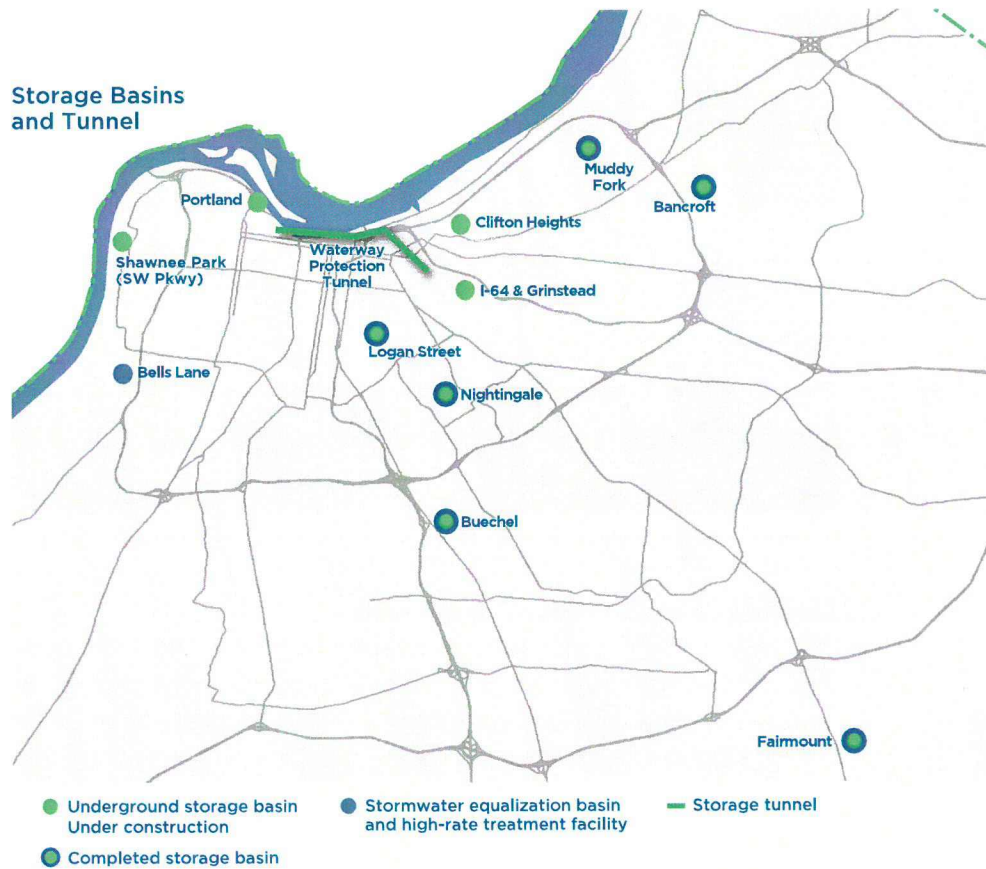 Storage Basins
and Tunnel
Muddy
Fork
Bancroft
Portland
Clifton Heights
Waterway
Protection
Tunnel
Shawnee Park
(SW Pkwy)
I-64 & Grinstead
Logan Street
Bells Lane
Nightingale
Buechel
Fairmount
Underground storage basin
Under construction
Stormwater equalization basin
and high-rate treatment facility
Storage tunnel
Completed storage basin